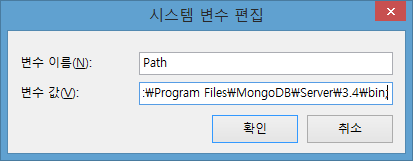 시스템 변수 편집
변수 이름(N):
Path
변수 값(V):
:₩Program Files₩MongoDB₩Server₩3.4₩bin;
확인
취소